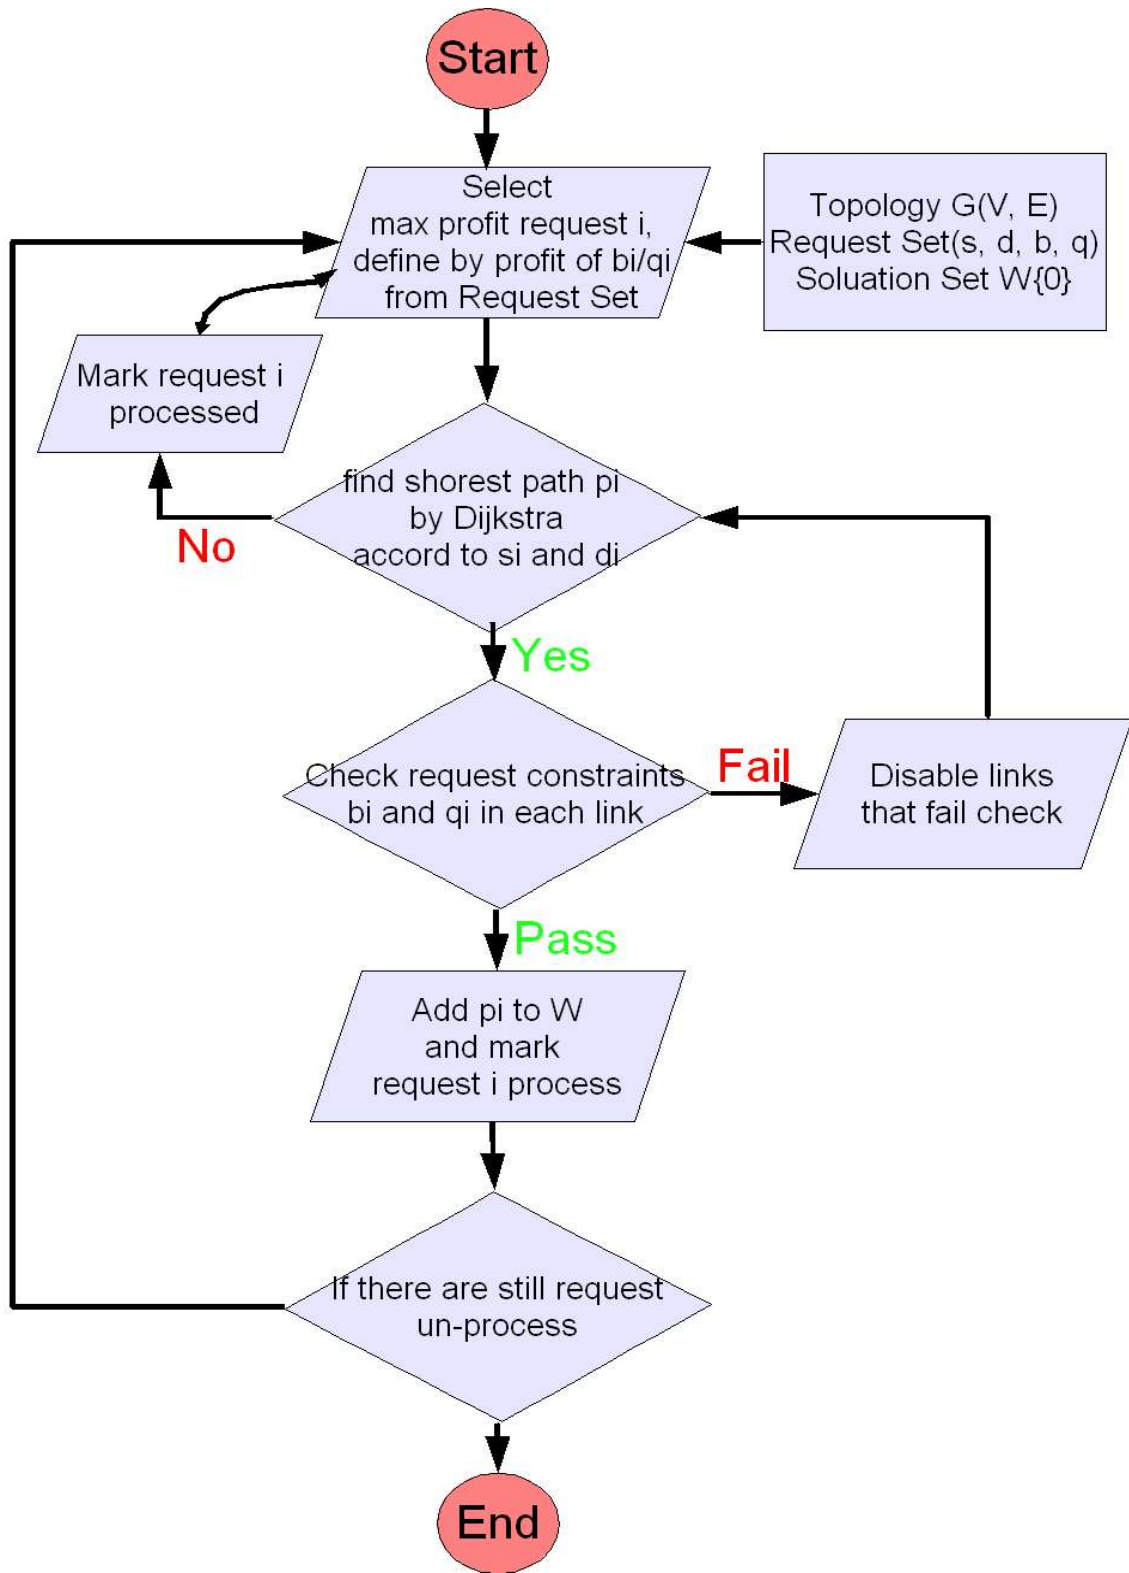 Start
Select
max profit request i,
define by profit of bi/qi
from Request Set
Topology G(V, E)
Request Set(s, d, b, q)
Soluation Set W{0}
Mark request i
processed
find shorest path pi
by Dijkstra
accord to si and di
No
Yes
Check request constraints
bi and qi in each link
Fail
Disable links
that fail check
Pass
Add pi to W
and mark
request i process
If there are still request
un-process
End